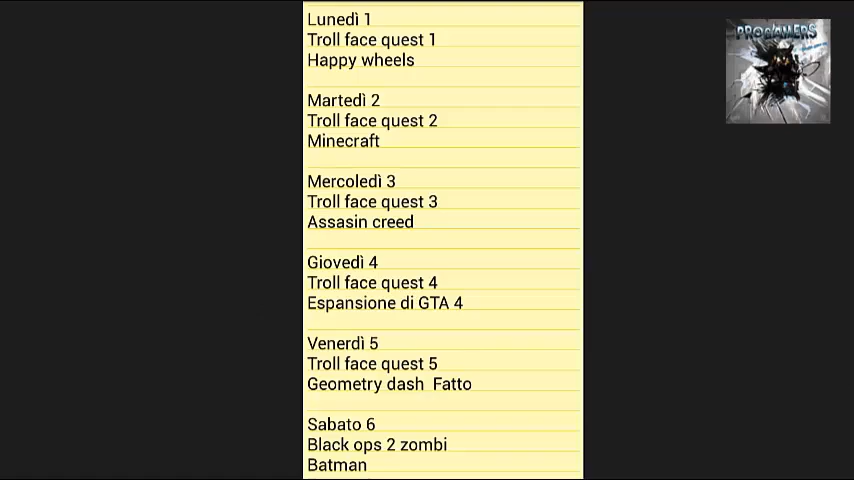 Lunedì 1
Troll face quest 1
Happy wheels
Martedì 2
Troll face quest 2
Minecraft
Mercoledì 3
Troll face quest 3
Assasin creed
Giovedì 4
Troll face quest 4
Espansione di GTA 4
Venerdì 5
Troll face quest 5
Geometry dash  Fatto
Sabato 6
Black ops 2 zombi
Batman
PROGAMERS